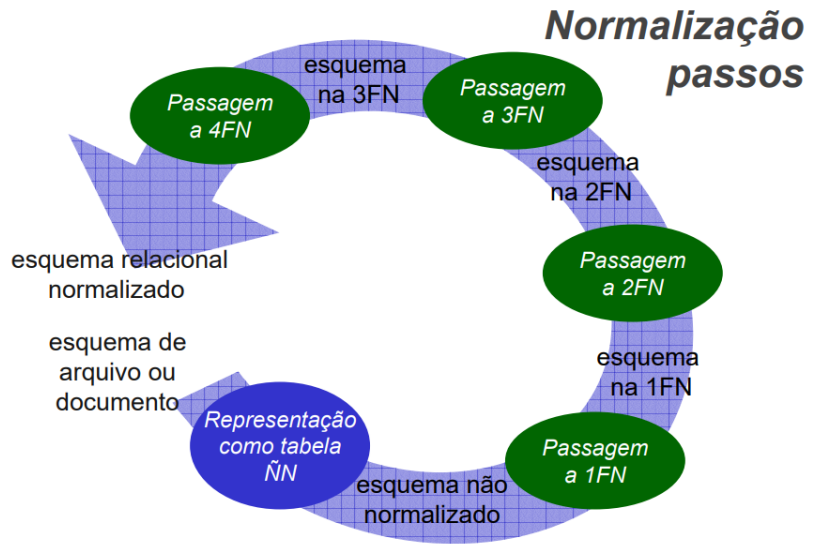 Normalização
passos
esquema de
arquivo ou
documento
Representação
como tabela
ÑN
esquema não
normalizado
Passagem
a 1FN
esquema
na 1FN
Passagem
a 2FN
esquema
na 2FN
Passagem
a 3FN
esquema
na 3FN
Passagem
a 4FN
esquema relacional
normalizado